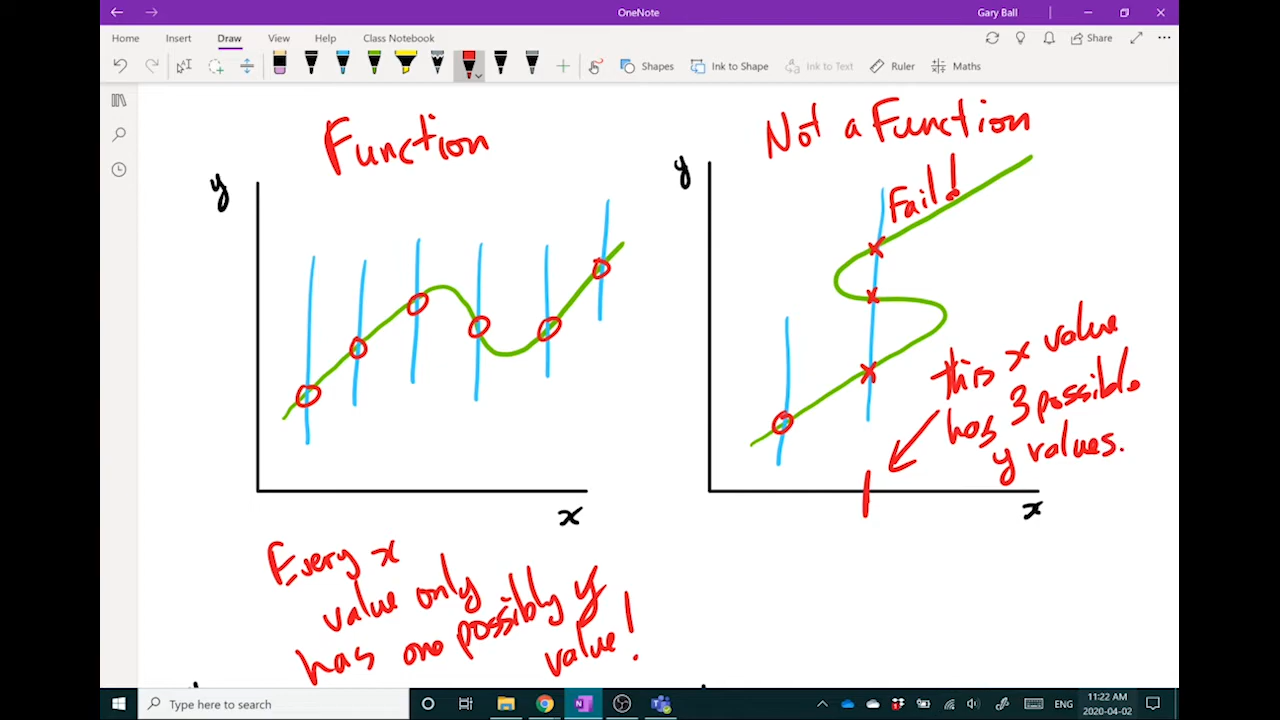 OneNote
Gary Ball
Home Insert Draw View Help Class Notebook
Share
Shapes Ink to Shape Ink to Text Ruler Maths
Function
y
x
Every x
value only
has one possibly y
value!
Not a Function
y
Fail!
this x value
has 3 possible
y values.
x
Type here to search
ENG
11:22 AM
2020-04-02